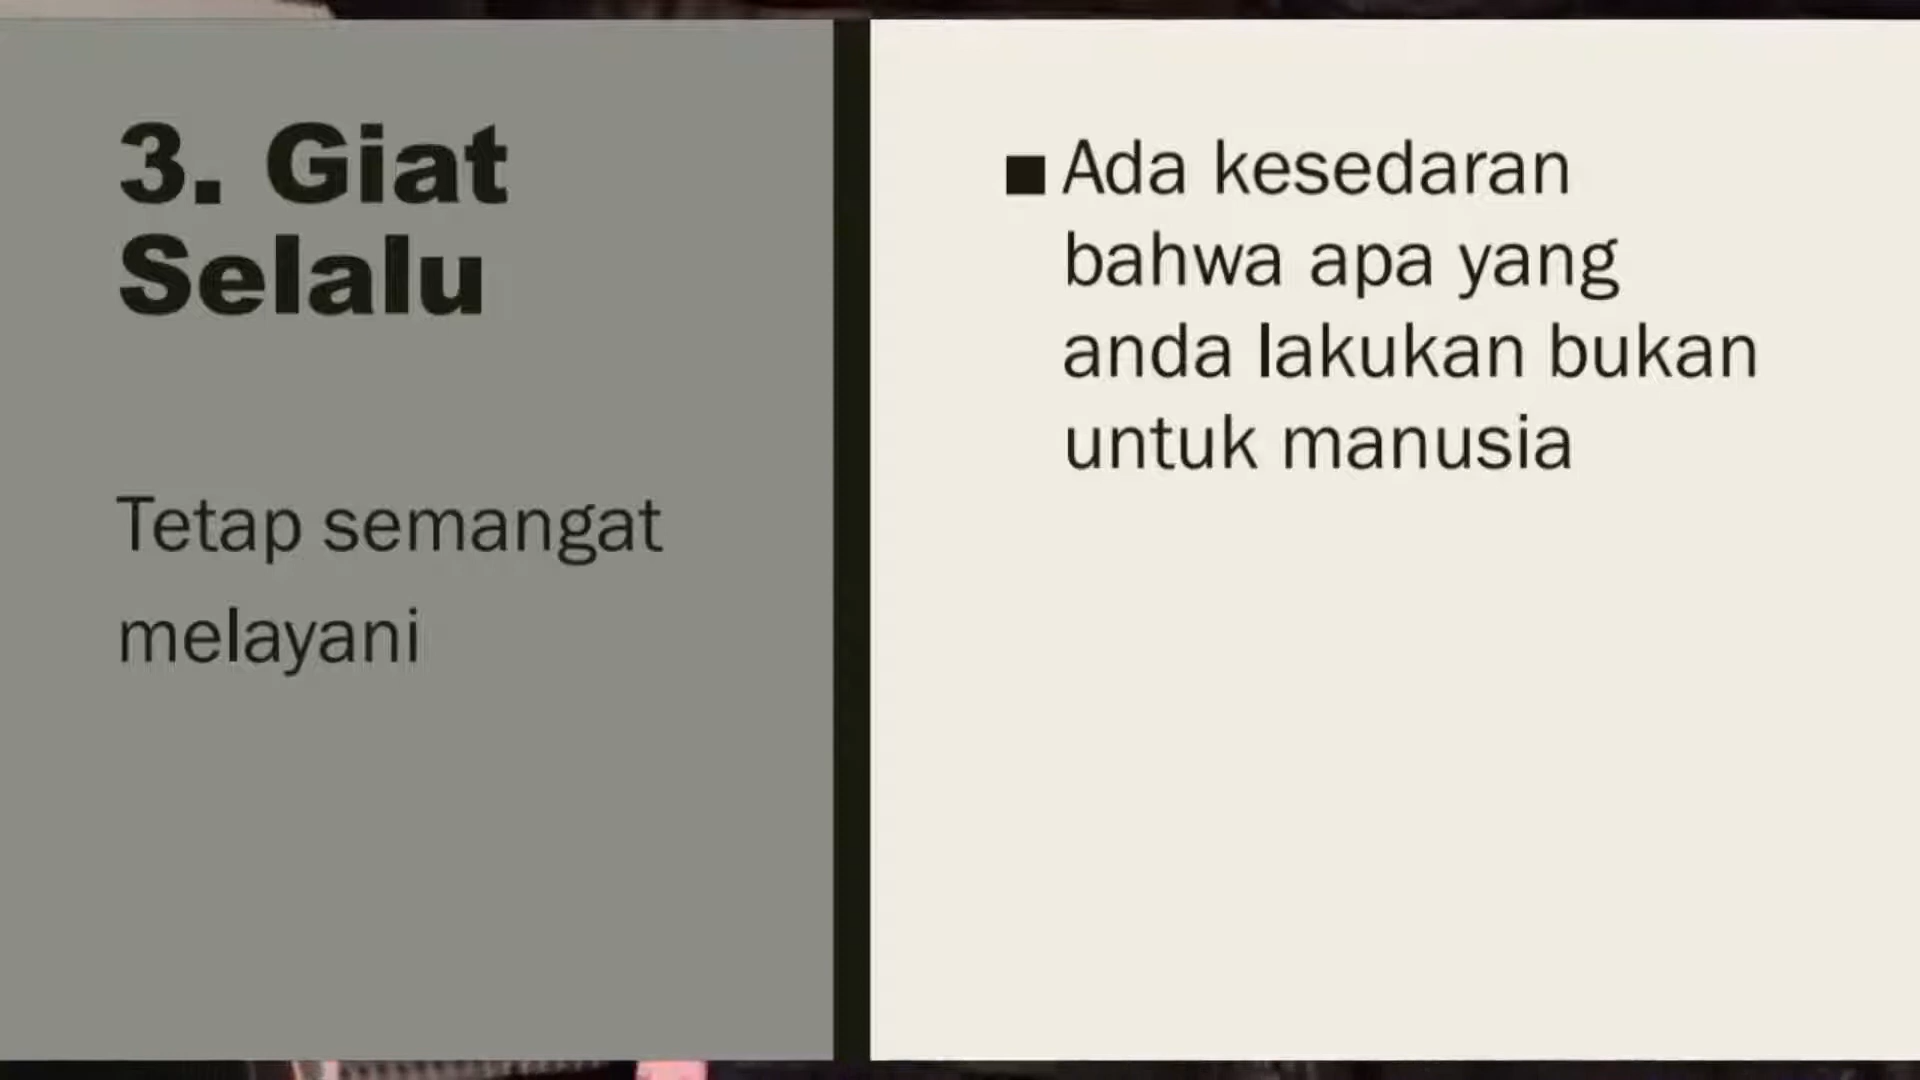 3. Giat
Selalu
Tetap semangat
melayani
■ Ada kesedaran
bahwa apa yang
anda lakukan bukan
untuk manusia